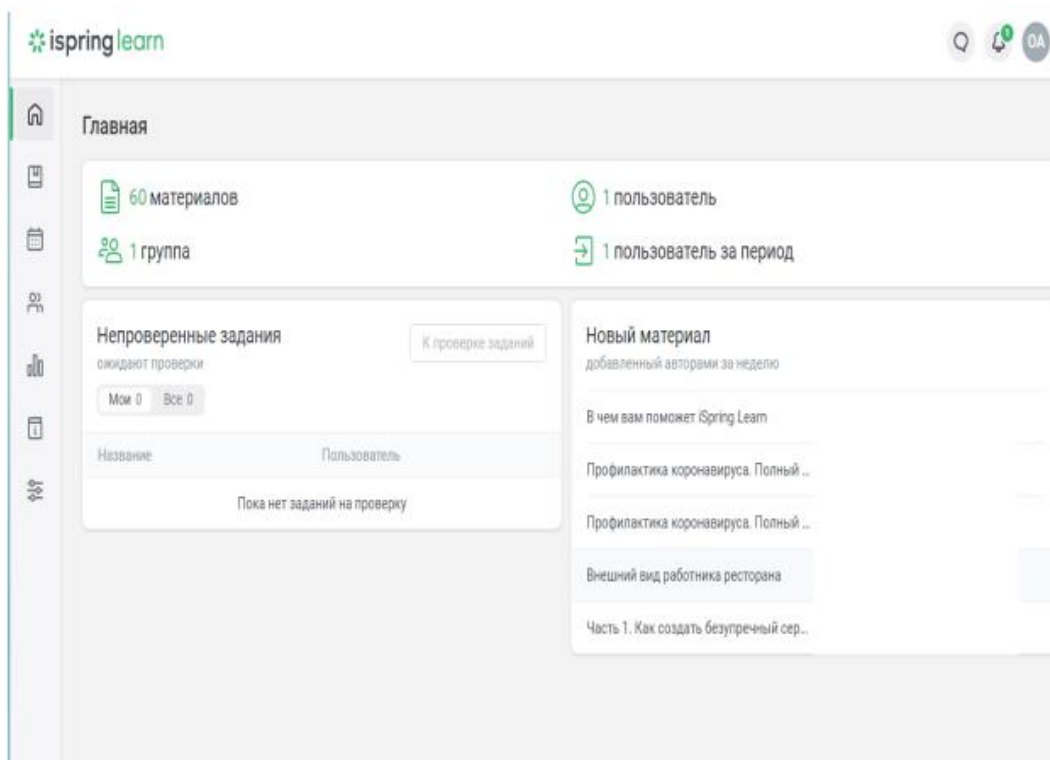 ispring learn
OA
Главная
60 материалов
1 пользователь
1 группа
1 пользователь за период
Непроверенные задания
ожидают проверки
К проверке заданий
Мои 0 Все 0
Название Пользователь
Пока нет заданий на проверку
Новый материал
добавленный авторами за неделю
В чем вам поможет iSpring Learn
Профилактика коронавируса. Полный ...
Профилактика коронавируса. Полный ...
Внешний вид работника ресторана
Часть 1. Как создать безупречный сер...